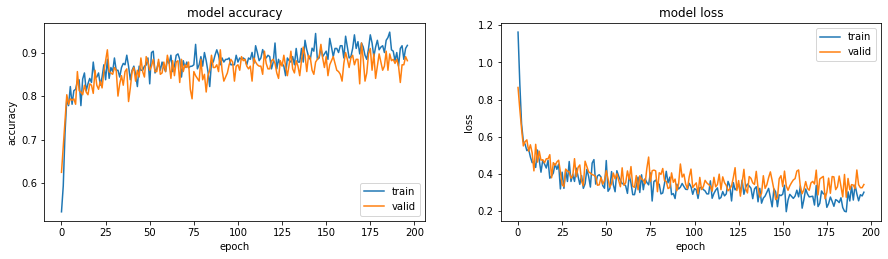 model accuracy
accuracy
0.9
0.8
0.7
0.6
train
valid
0
25
50
75
100
125
150
175
200
epoch
model loss
loss
1.2
1.0
0.8
0.6
0.4
0.2
train
valid
0
25
50
75
100
125
150
175
200
epoch